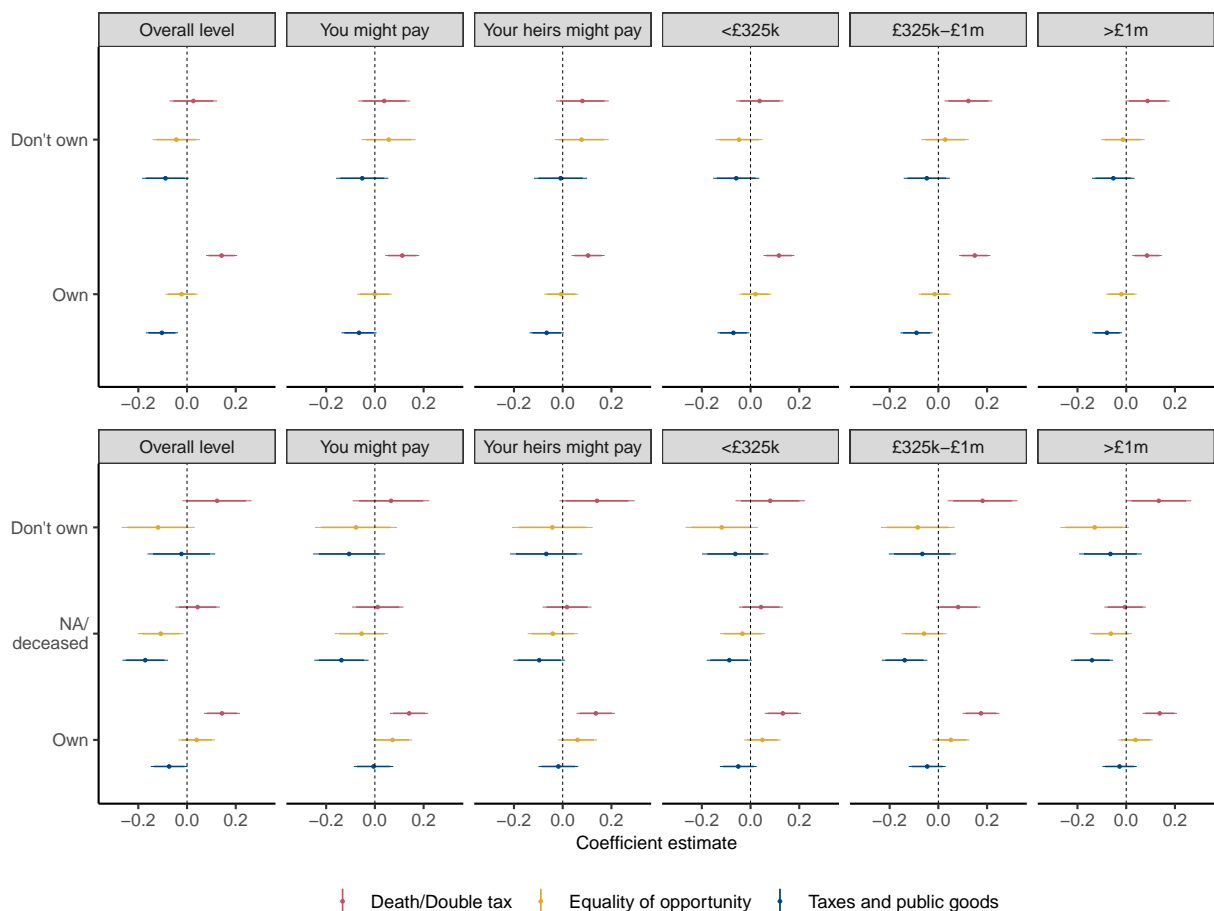 Overall level You might pay Your heirs might pay <£325k £325k−£1m >£1m
Don't own
Own
−0.2 0.0 0.2 −0.2 0.0 0.2 −0.2 0.0 0.2 −0.2 0.0 0.2 −0.2 0.0 0.2 −0.2 0.0 0.2
Overall level You might pay Your heirs might pay <£325k £325k−£1m >£1m
Don't own
NA/
deceased
Own
−0.2 0.0 0.2 −0.2 0.0 0.2 −0.2 0.0 0.2 −0.2 0.0 0.2 −0.2 0.0 0.2 −0.2 0.0 0.2
Coefficient estimate
Death/Double tax Equality of opportunity Taxes and public goods